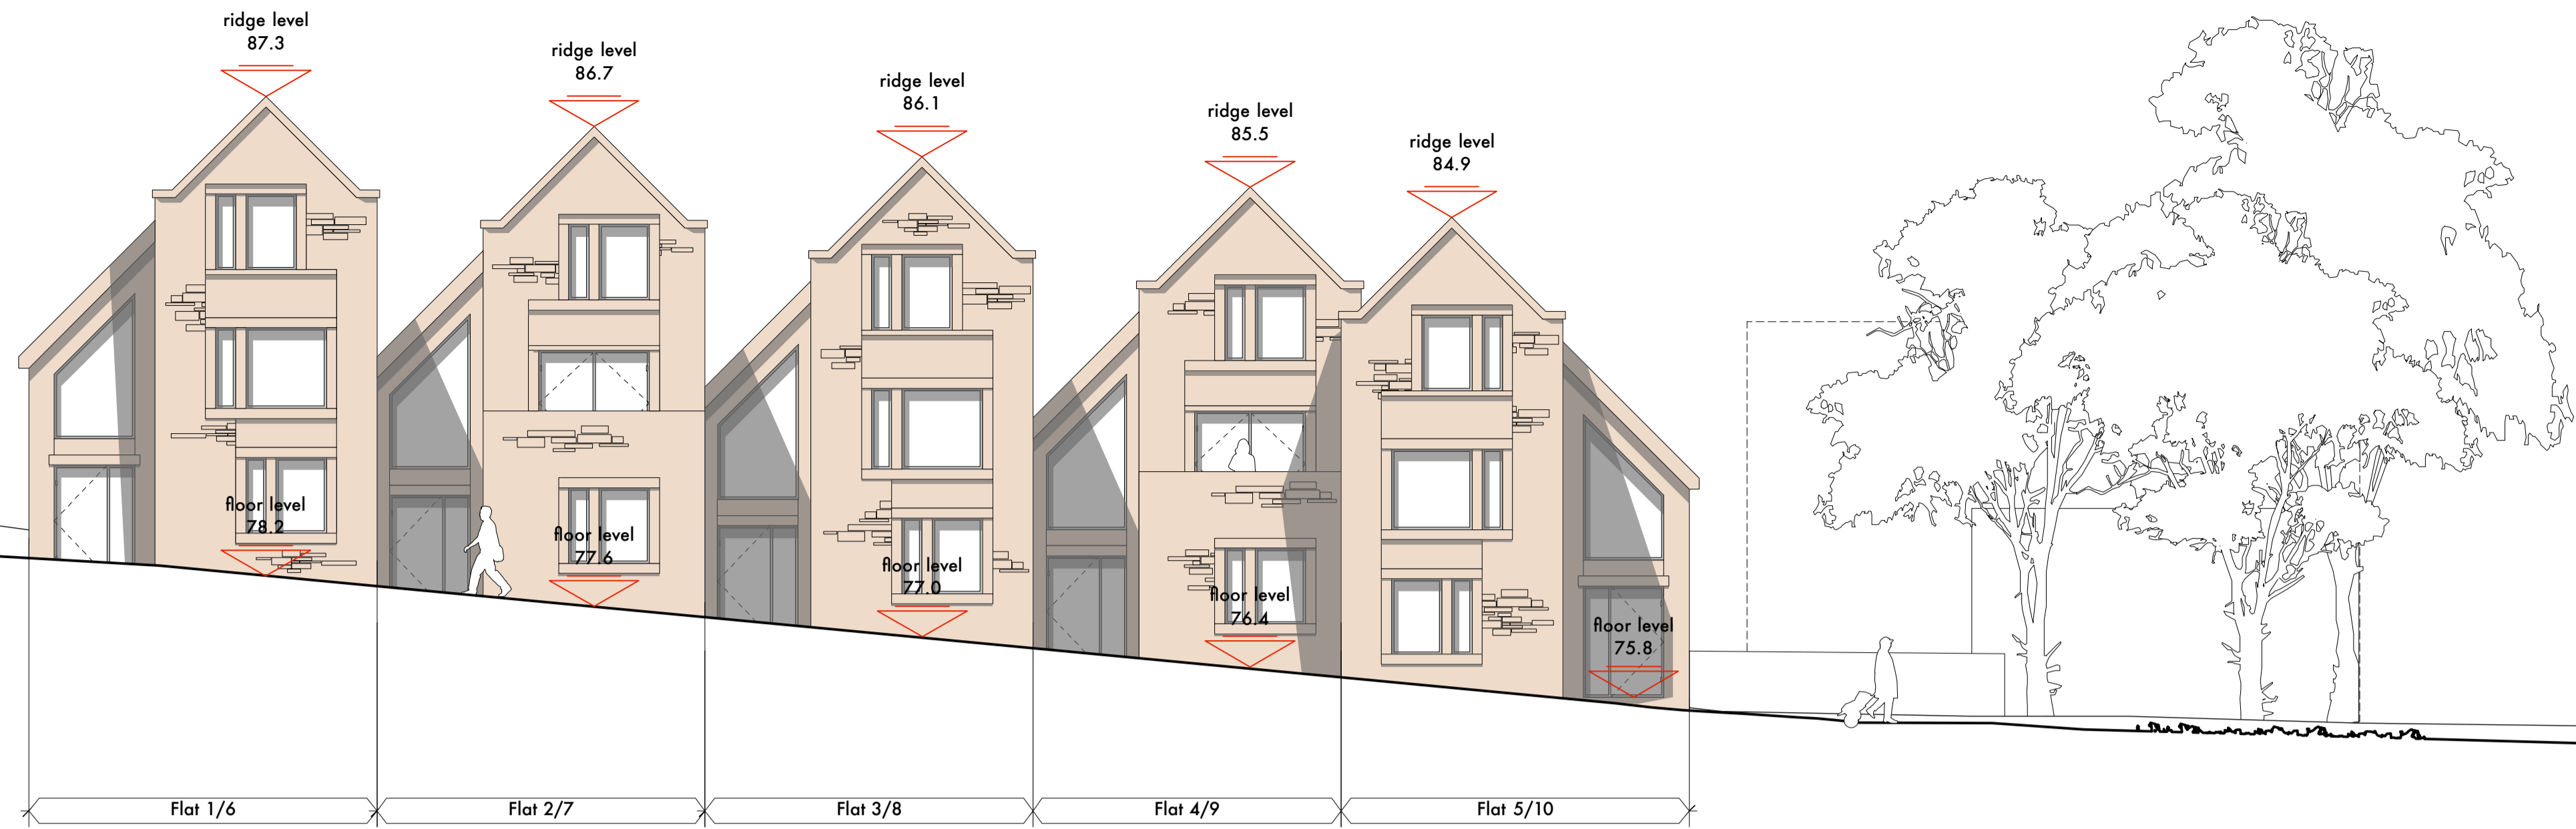 ridge level
87.3
ridge level
86.7
ridge level
86.1
ridge level
85.5
ridge level
84.9
floor level
78.2
floor level
77.6
floor level
77.0
floor level
76.4
floor level
75.8
Flat 1/6
Flat 2/7
Flat 3/8
Flat 4/9
Flat 5/10